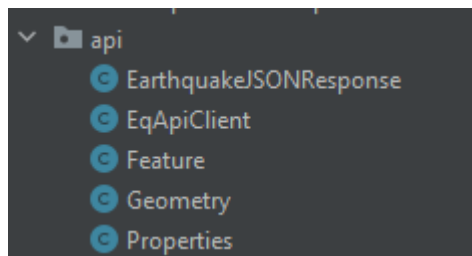 api
C EarthquakeJSONResponse
C EqApiClient
C Feature
C Geometry
C Properties